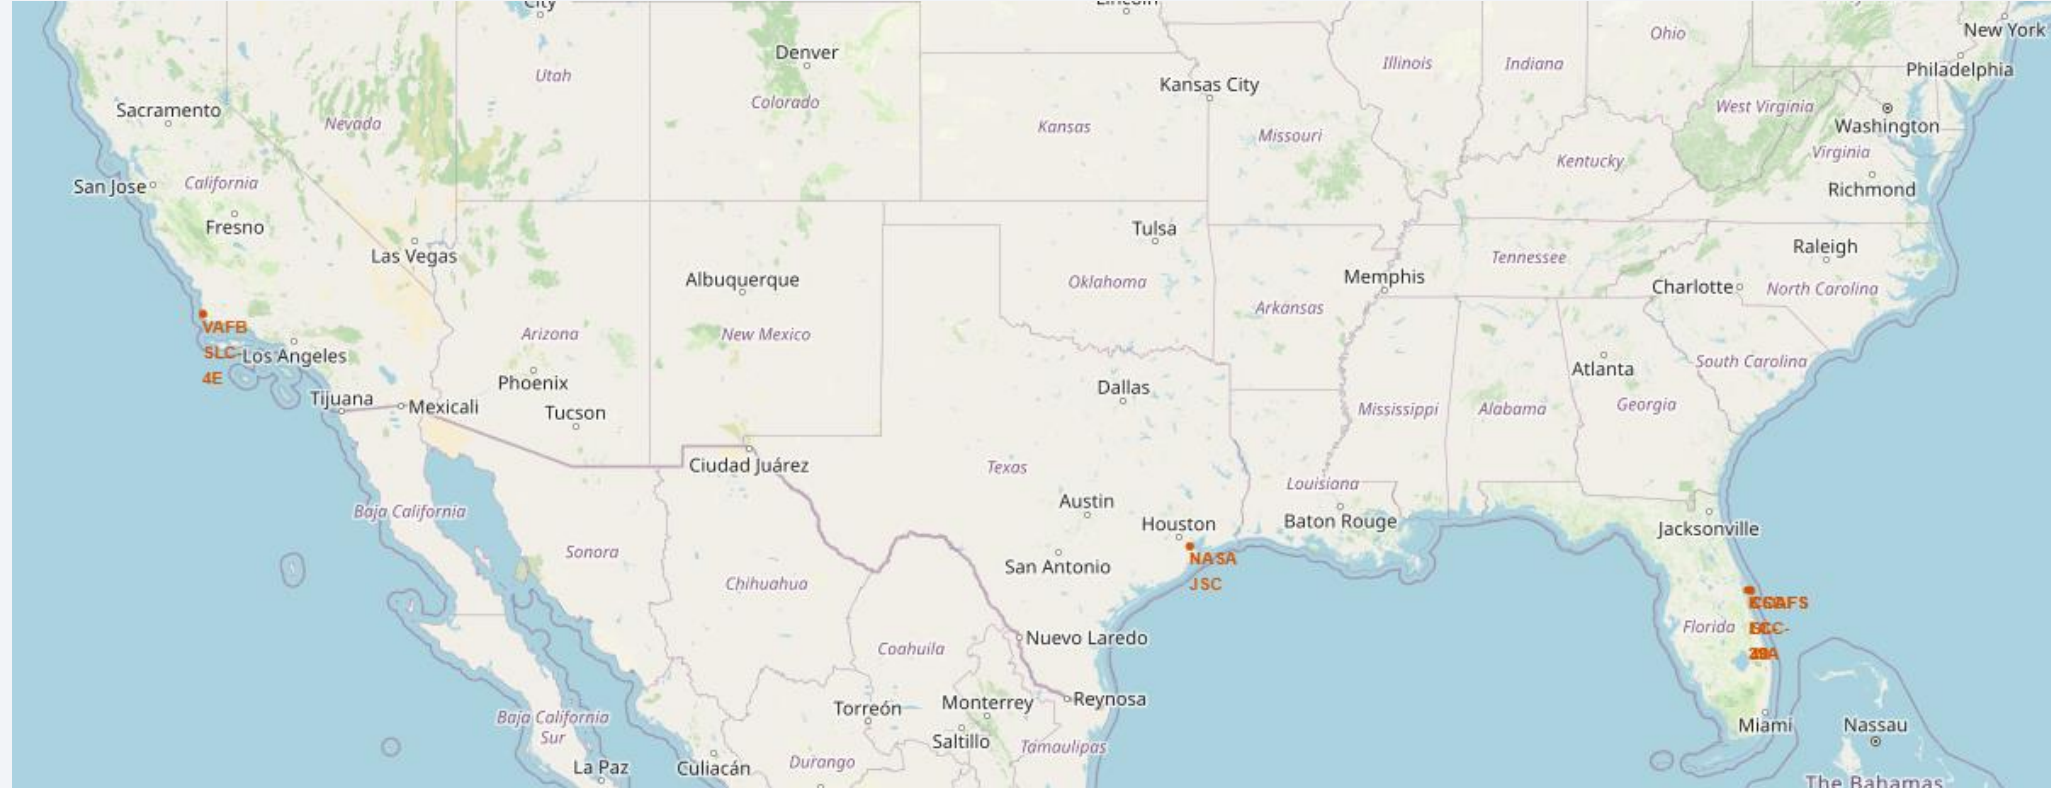 City
Lincoln
New York
Ohio
Denver
Illinois
Indiana
Philadelphia
Utah
Kansas City
Colorado
West Virginia
Sacramento
Nevada
Kansas
Washington
Missouri
Virginia
Kentucky
San Jose
California
Richmond
Fresno
Tulsa
Las Vegas
Raleigh
Tennessee
Albuquerque
Oklahoma
Memphis
Charlotte
North Carolina
Arkansas
VAFB
SLC-
4E
Los Angeles
Arizona
New Mexico
South Carolina
Atlanta
Phoenix
Dallas
Tijuana
Mexicali
Tucson
Mississippi
Alabama
Georgia
Ciudad Juárez
Texas
Louisiana
Austin
Baja California
Houston
Baton Rouge
Jacksonville
Sonora
San Antonio
NASA
JSC
Chihuahua
Florida
Nuevo Laredo
Coahuila
Reynosa
Torreón
Monterrey
Baja California
Sur
Saltillo
Tamaulipas
Miami
Nassau
La Paz
Culiacán
Durango
The Bahamas